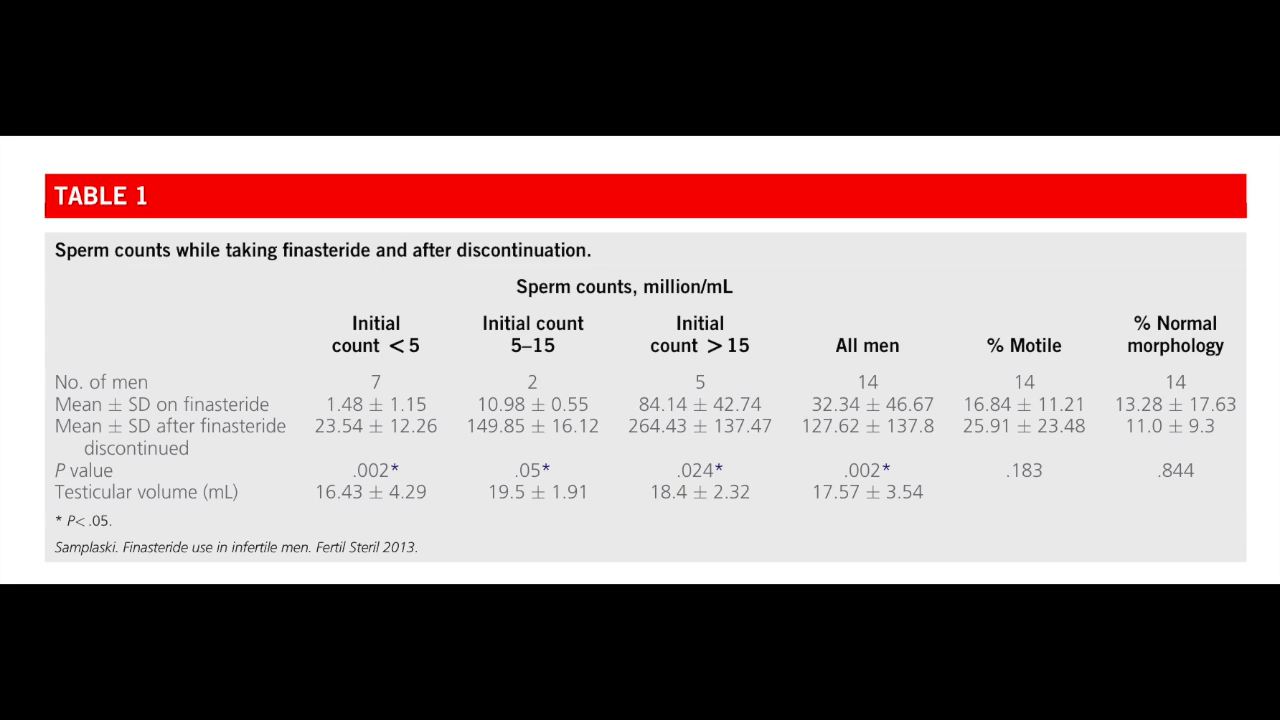 TABLE 1
Sperm counts while taking finasteride and after discontinuation.
Sperm counts, million/mL
Initial count <5 Initial count 5–15 Initial count >15 All men % Motile % Normal morphology
No. of men 7 2 5 14 14 14
Mean ± SD on finasteride 1.48 ± 1.15 10.98 ± 0.55 84.14 ± 42.74 32.34 ± 46.67 16.84 ± 11.21 13.28 ± 17.63
Mean ± SD after finasteride 23.54 ± 12.26 149.85 ± 16.12 264.43 ± 137.47 127.62 ± 137.8 25.91 ± 23.48 11.0 ± 9.3
discontinued
P value .002* .05* .024* .002* .183 .844
Testicular volume (mL) 16.43 ± 4.29 19.5 ± 1.91 18.4 ± 2.32 17.57 ± 3.54
* P< .05.
Samplaski. Finasteride use in infertile men. Fertil Steril 2013.